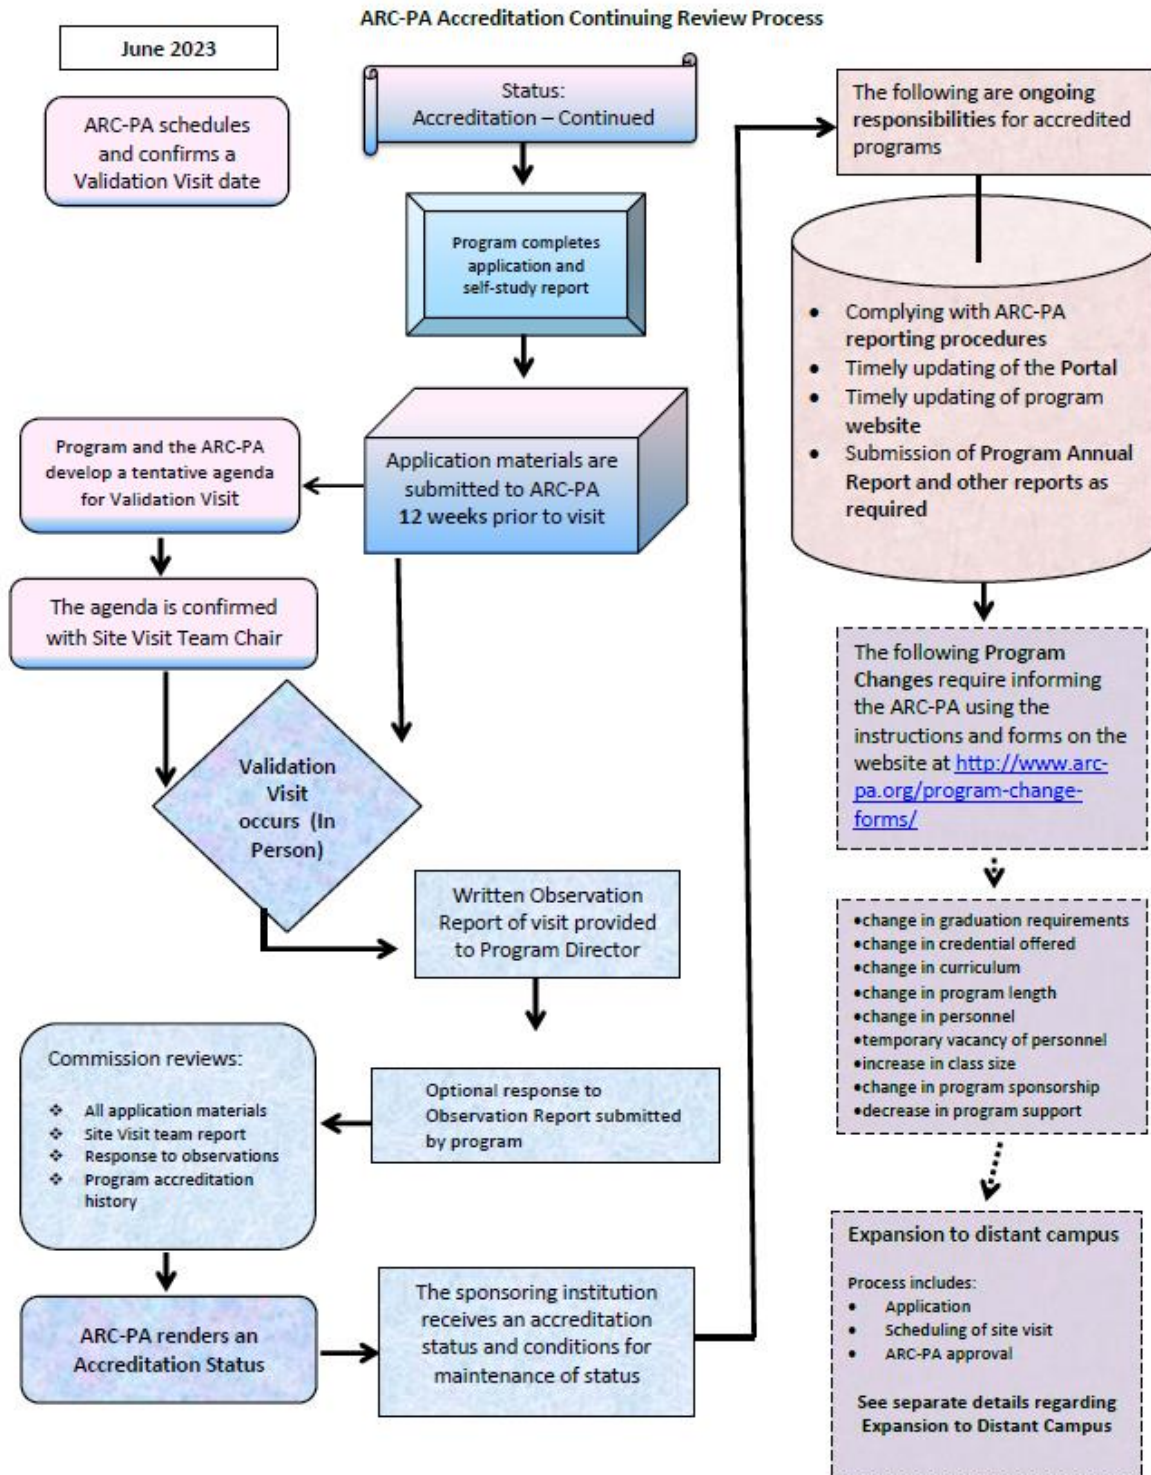 ARC-PA Accreditation Continuing Review Process
June 2023
ARC-PA schedules
and confirms a
Validation Visit date
Status:
Accreditation – Continued
Program completes
application and
self-study report
Application materials are
submitted to ARC-PA
12 weeks prior to visit
Program and the ARC-PA
develop a tentative agenda
for Validation Visit
The agenda is confirmed
with Site Visit Team Chair
Validation
Visit
occurs (In
Person)
Written Observation
Report of visit provided
to Program Director
Optional response to
Observation Report submitted
by program
Commission reviews:
❖ All application materials
❖ Site Visit team report
❖ Response to observations
❖ Program accreditation
history
ARC-PA renders an
Accreditation Status
The sponsoring institution
receives an accreditation
status and conditions for
maintenance of status
The following are ongoing
responsibilities for accredited
programs
• Complying with ARC-PA
reporting procedures
• Timely updating of the Portal
• Timely updating of program
website
• Submission of Program Annual
Report and other reports as
required
The following Program
Changes require informing
the ARC-PA using the
instructions and forms on the
website at http://www.arc-
pa.org/program-change-
forms/
•change in graduation requirements
•change in credential offered
•change in curriculum
•change in program length
•change in personnel
•temporary vacancy of personnel
•increase in class size
•change in program sponsorship
•decrease in program support
Expansion to distant campus
Process includes:
• Application
• Scheduling of site visit
• ARC-PA approval
See separate details regarding
Expansion to Distant Campus